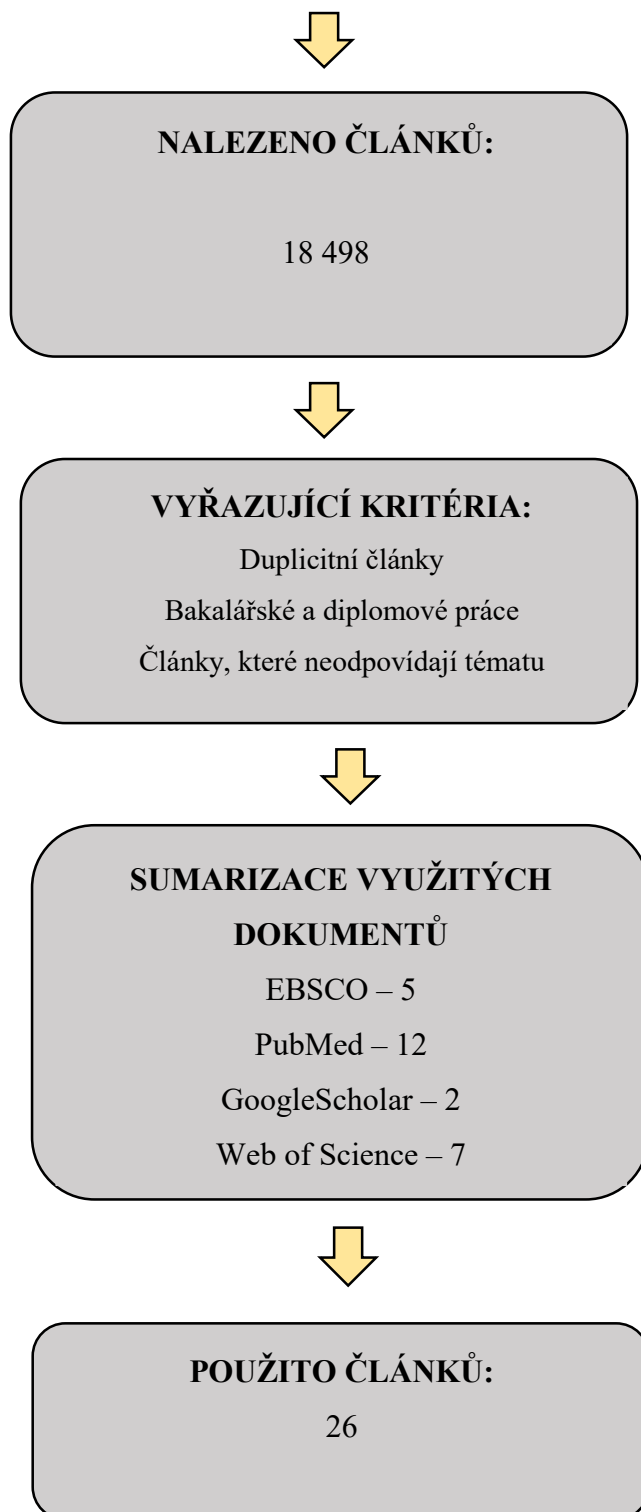 NALEZENO ČLÁNKŮ:
18 498
VYŘAZUJÍCÍ KRITÉRIA:
Duplicitní články
Bakalářské a diplomové práce
Články, které neodpovídají tématu
SUMARIZACE VYUŽITÝCH
DOKUMENTŮ
EBSCO – 5
PubMed – 12
GoogleScholar – 2
Web of Science – 7
POUŽITO ČLÁNKŮ:
26